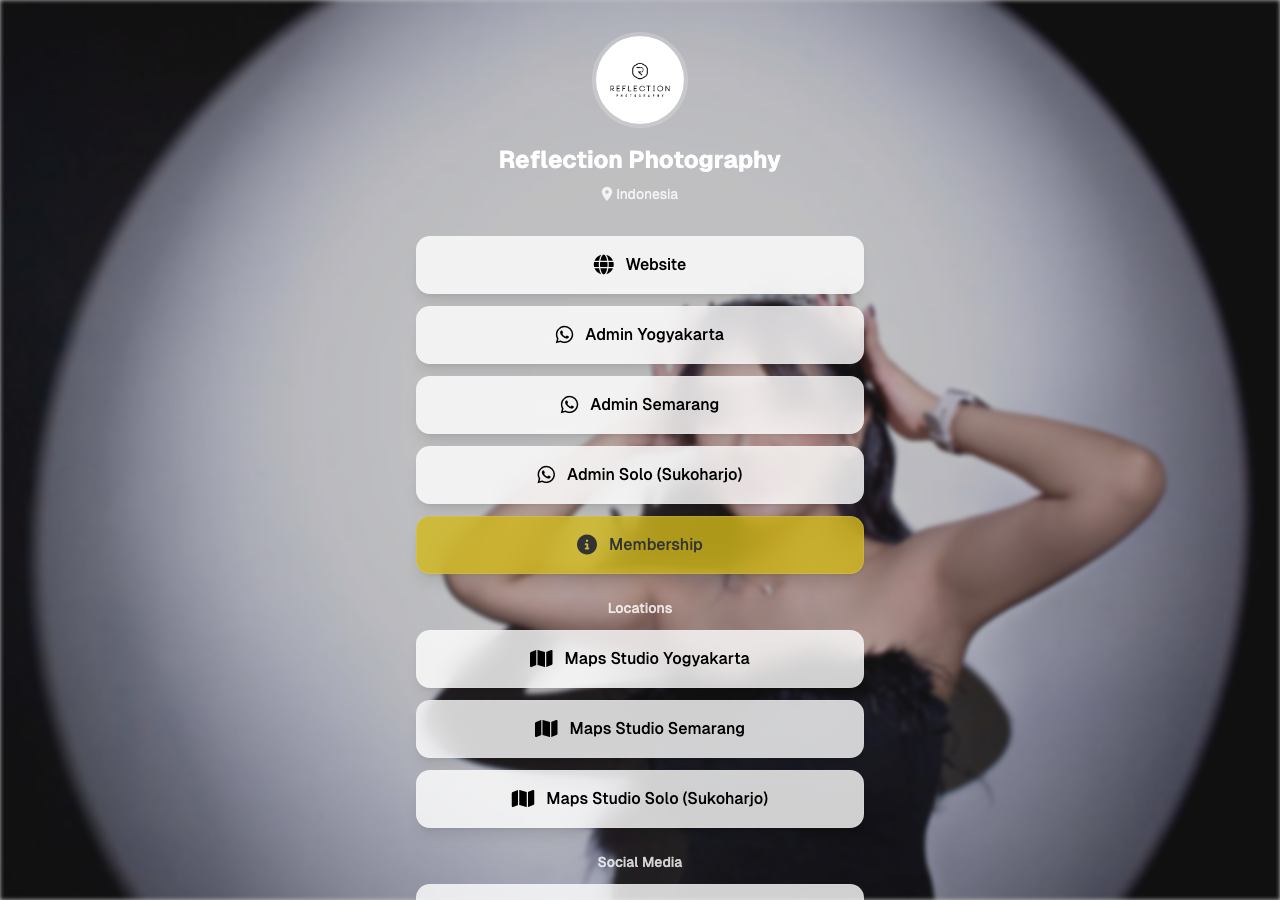 REFLECTION
PHOTOGRAPHY
Reflection Photography
Indonesia
Website
Admin Yogyakarta
Admin Semarang
Admin Solo (Sukoharjo)
Membership
Locations
Maps Studio Yogyakarta
Maps Studio Semarang
Maps Studio Solo (Sukoharjo)
Social Media